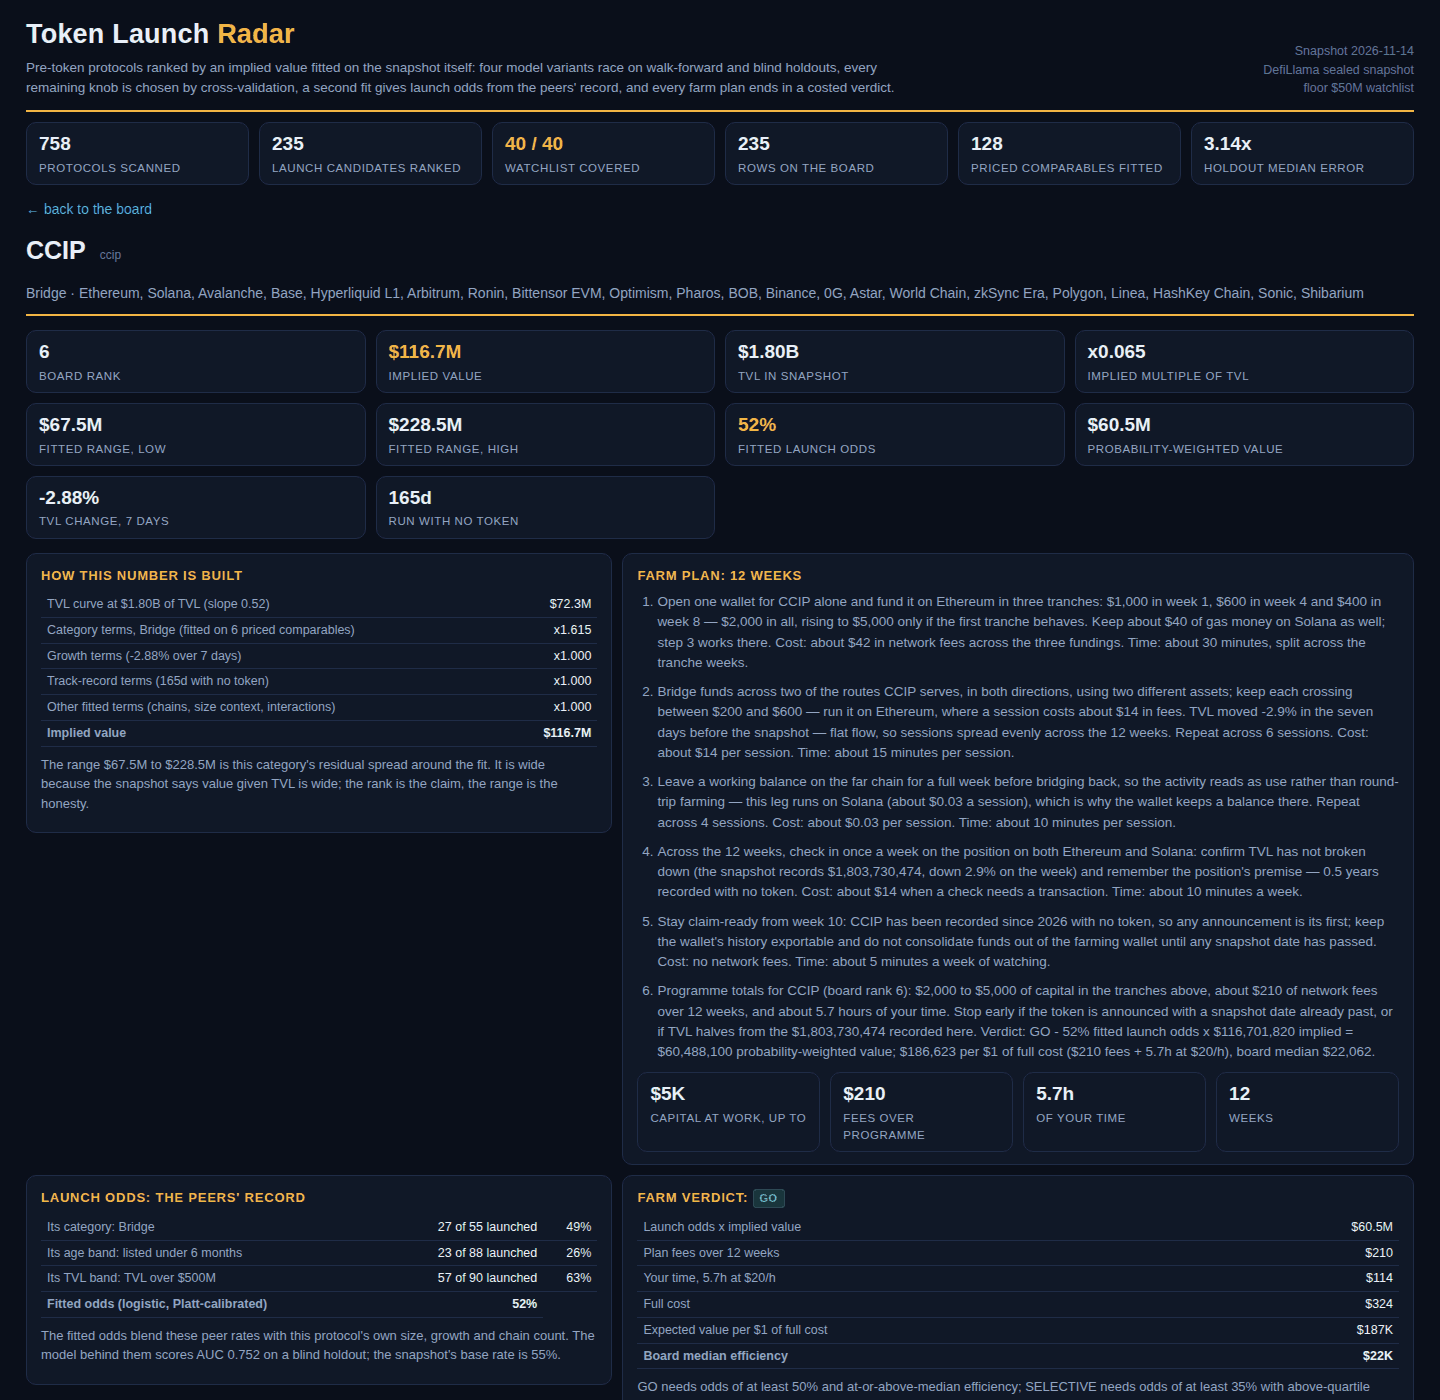 Token Launch Radar
Pre-token protocols ranked by an implied value fitted on the snapshot itself: four model variants race on walk-forward and blind holdouts, every
remaining knob is chosen by cross-validation, a second fit gives launch odds from the peers' record, and every farm plan ends in a costed verdict.
Snapshot 2026-11-14
DefiLlama sealed snapshot
floor $50M watchlist
758
PROTOCOLS SCANNED
235
LAUNCH CANDIDATES RANKED
40 / 40
WATCHLIST COVERED
235
ROWS ON THE BOARD
128
PRICED COMPARABLES FITTED
3.14x
HOLDOUT MEDIAN ERROR
← back to the board
CCIP ccip
Bridge · Ethereum, Solana, Avalanche, Base, Hyperliquid L1, Arbitrum, Ronin, Bittensor EVM, Optimism, Pharos, BOB, Binance, 0G, Astar, World Chain, zkSync Era, Polygon, Linea, HashKey Chain, Sonic, Shibarium
6
BOARD RANK
$116.7M
IMPLIED VALUE
$1.80B
TVL IN SNAPSHOT
x0.065
IMPLIED MULTIPLE OF TVL
$67.5M
FITTED RANGE, LOW
$228.5M
FITTED RANGE, HIGH
52%
FITTED LAUNCH ODDS
$60.5M
PROBABILITY-WEIGHTED VALUE
-2.88%
TVL CHANGE, 7 DAYS
165d
RUN WITH NO TOKEN
HOW THIS NUMBER IS BUILT
TVL curve at $1.80B of TVL (slope 0.52) $72.3M
Category terms, Bridge (fitted on 6 priced comparables) x1.615
Growth terms (-2.88% over 7 days) x1.000
Track-record terms (165d with no token) x1.000
Other fitted terms (chains, size context, interactions) x1.000
Implied value $116.7M
The range $67.5M to $228.5M is this category's residual spread around the fit. It is wide
because the snapshot says value given TVL is wide; the rank is the claim, the range is the
honesty.
FARM PLAN: 12 WEEKS
1. Open one wallet for CCIP alone and fund it on Ethereum in three tranches: $1,000 in week 1, $600 in week 4 and $400 in
week 8 — $2,000 in all, rising to $5,000 only if the first tranche behaves. Keep about $40 of gas money on Solana as well;
step 3 works there. Cost: about $42 in network fees across the three fundings. Time: about 30 minutes, split across the
tranche weeks.
2. Bridge funds across two of the routes CCIP serves, in both directions, using two different assets; keep each crossing
between $200 and $600 — run it on Ethereum, where a session costs about $14 in fees. TVL moved -2.9% in the seven
days before the snapshot — flat flow, so sessions spread evenly across the 12 weeks. Repeat across 6 sessions. Cost:
about $14 per session. Time: about 15 minutes per session.
3. Leave a working balance on the far chain for a full week before bridging back, so the activity reads as use rather than round-
trip farming — this leg runs on Solana (about $0.03 a session), which is why the wallet keeps a balance there. Repeat
across 4 sessions. Cost: about $0.03 per session. Time: about 10 minutes per session.
4. Across the 12 weeks, check in once a week on the position on both Ethereum and Solana: confirm TVL has not broken
down (the snapshot records $1,803,730,474, down 2.9% on the week) and remember the position's premise — 0.5 years
recorded with no token. Cost: about $14 when a check needs a transaction. Time: about 10 minutes a week.
5. Stay claim-ready from week 10: CCIP has been recorded since 2026 with no token, so any announcement is its first; keep
the wallet's history exportable and do not consolidate funds out of the farming wallet until any snapshot date has passed.
Cost: no network fees. Time: about 5 minutes a week of watching.
6. Programme totals for CCIP (board rank 6): $2,000 to $5,000 of capital in the tranches above, about $210 of network fees
over 12 weeks, and about 5.7 hours of your time. Stop early if the token is announced with a snapshot date already past, or
if TVL halves from the $1,803,730,474 recorded here. Verdict: GO - 52% fitted launch odds x $116,701,820 implied =
$60,488,100 probability-weighted value; $186,623 per $1 of full cost ($210 fees + 5.7h at $20/h), board median $22,062.
$5K
CAPITAL AT WORK, UP TO
$210
FEES OVER
PROGRAMME
5.7h
OF YOUR TIME
12
WEEKS
LAUNCH ODDS: THE PEERS' RECORD
Its category: Bridge 27 of 55 launched 49%
Its age band: listed under 6 months 23 of 88 launched 26%
Its TVL band: TVL over $500M 57 of 90 launched 63%
Fitted odds (logistic, Platt-calibrated) 52%
The fitted odds blend these peer rates with this protocol's own size, growth and chain count. The
model behind them scores AUC 0.752 on a blind holdout; the snapshot's base rate is 55%.
FARM VERDICT: GO
Launch odds x implied value $60.5M
Plan fees over 12 weeks $210
Your time, 5.7h at $20/h $114
Full cost $324
Expected value per $1 of full cost $187K
Board median efficiency $22K
GO needs odds of at least 50% and at-or-above-median efficiency; SELECTIVE needs odds of at least 35% with above-quartile